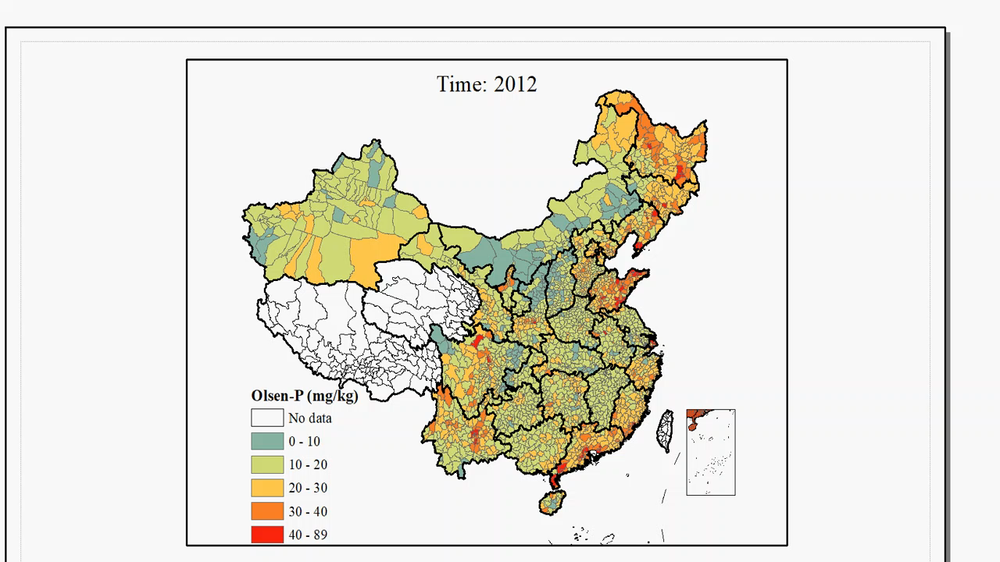 Time: 2012
Olsen-P (mg/kg)
No data
0 - 10
10 - 20
20 - 30
30 - 40
40 - 89